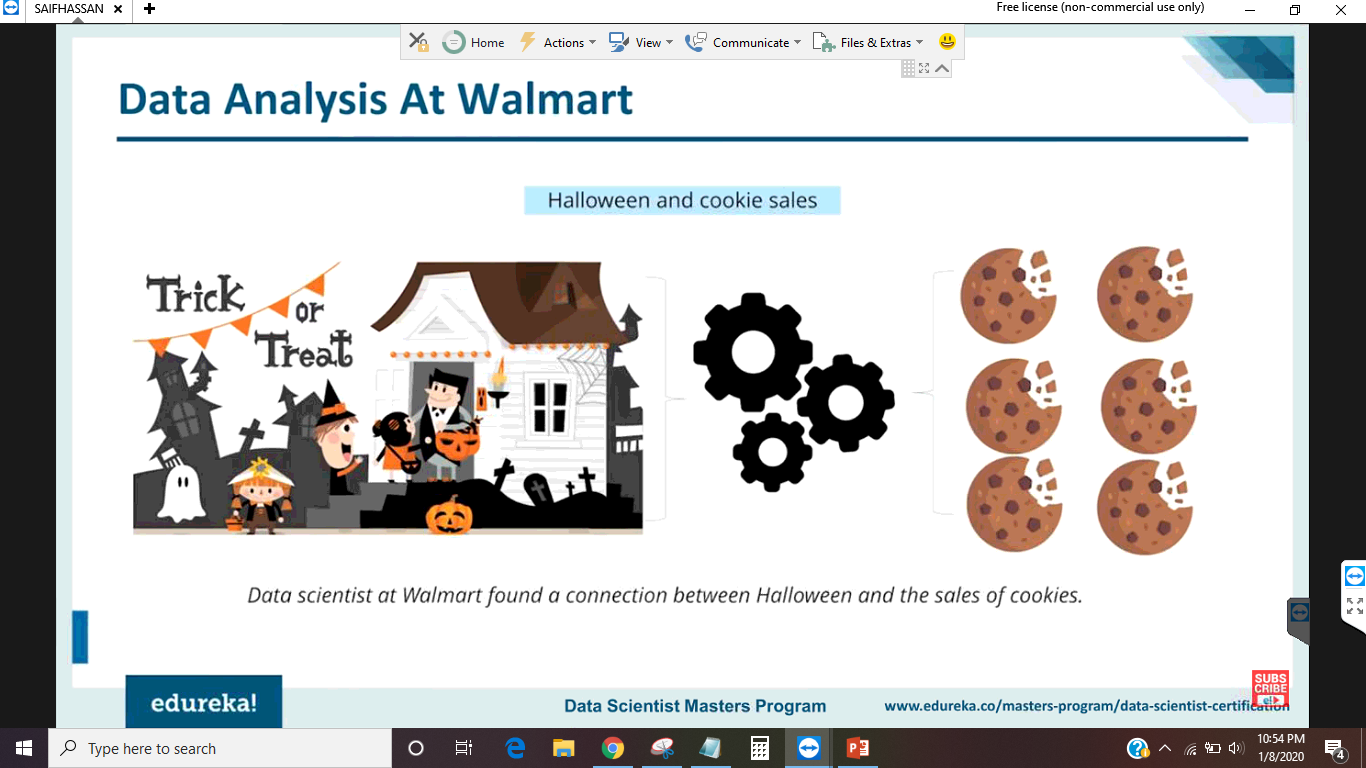 SAIFHASSAN
Free license (non-commercial use only)
Home
Actions
View
Communicate
Files & Extras
Data Analysis At Walmart
Halloween and cookie sales
Trick
or
Treat
Data scientist at Walmart found a connection between Halloween and the sales of cookies.
SUBS
CRIBE
e!
edureka!
Data Scientist Masters Program
www.edureka.co/masters-program/data-scientist-certification
Type here to search
10:54 PM
1/8/2020
4